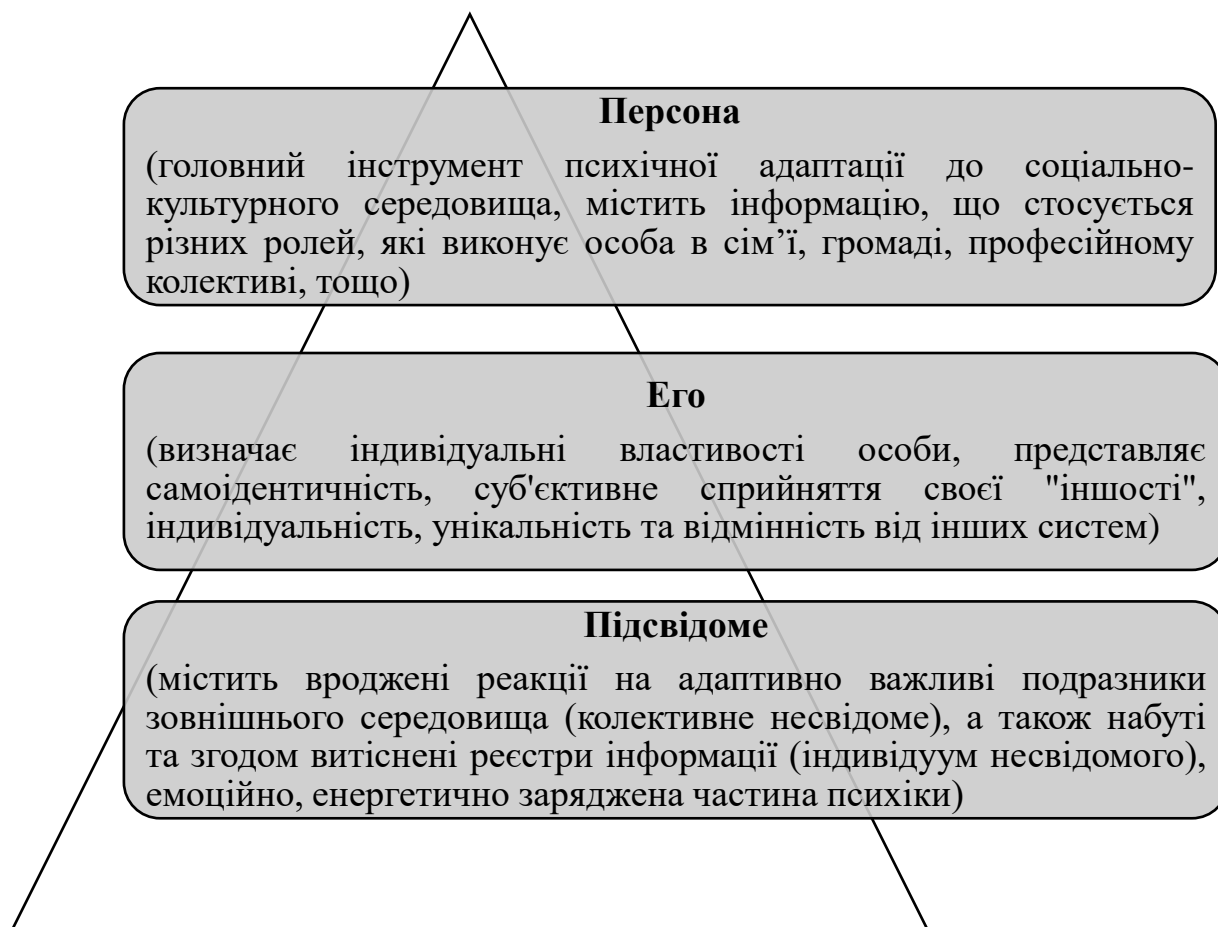 Персона
(головний інструмент психічної адаптації до соціально-
культурного середовища, містить інформацію, що стосується
різних ролей, які виконує особа в сім’ї, громаді, професійному
колективі, тощо)
Его
(визначає індивідуальні властивості особи, представляє
самоідентичність, суб'єктивне сприйняття своєї "іншості",
індивідуальність, унікальність та відмінність від інших систем)
Підсвідоме
(містить вроджені реакції на адаптивно важливі подразники
зовнішнього середовища (колективне несвідоме), а також набуті
та згодом витіснені реєстри інформації (індивідуум несвідомого),
емоційно, енергетично заряджена частина психіки)